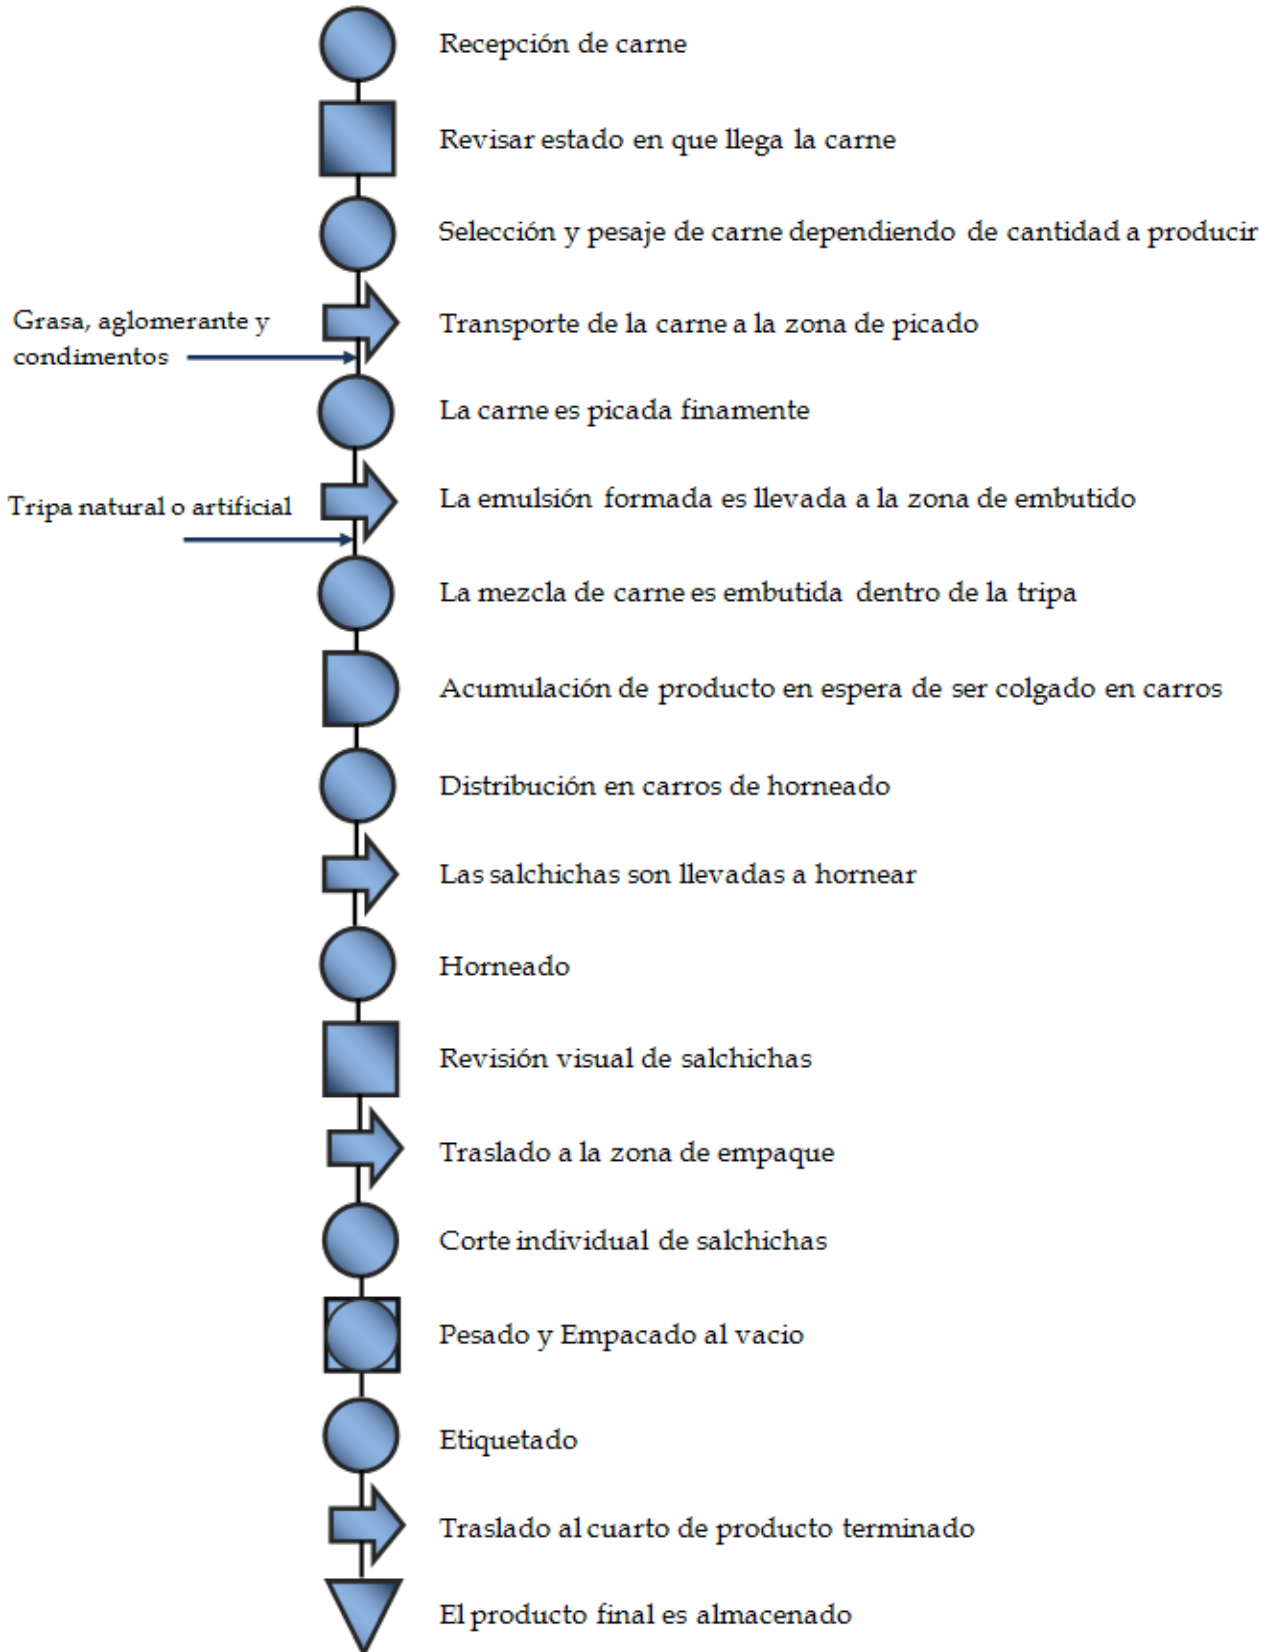 Recepción de carne
Revisar estado en que llega la carne
Selección y pesaje de carne dependiendo de cantidad a producir
Grasa, aglomerante y
condimentos
Transporte de la carne a la zona de picado
La carne es picada finamente
Tripa natural o artificial
La emulsión formada es llevada a la zona de embutido
La mezcla de carne es embutida dentro de la tripa
Acumulación de producto en espera de ser colgado en carros
Distribución en carros de horneado
Las salchichas son llevadas a hornear
Horneado
Revisión visual de salchichas
Traslado a la zona de empaque
Corte individual de salchichas
Pesado y Empacado al vacio
Etiquetado
Traslado al cuarto de producto terminado
El producto final es almacenado